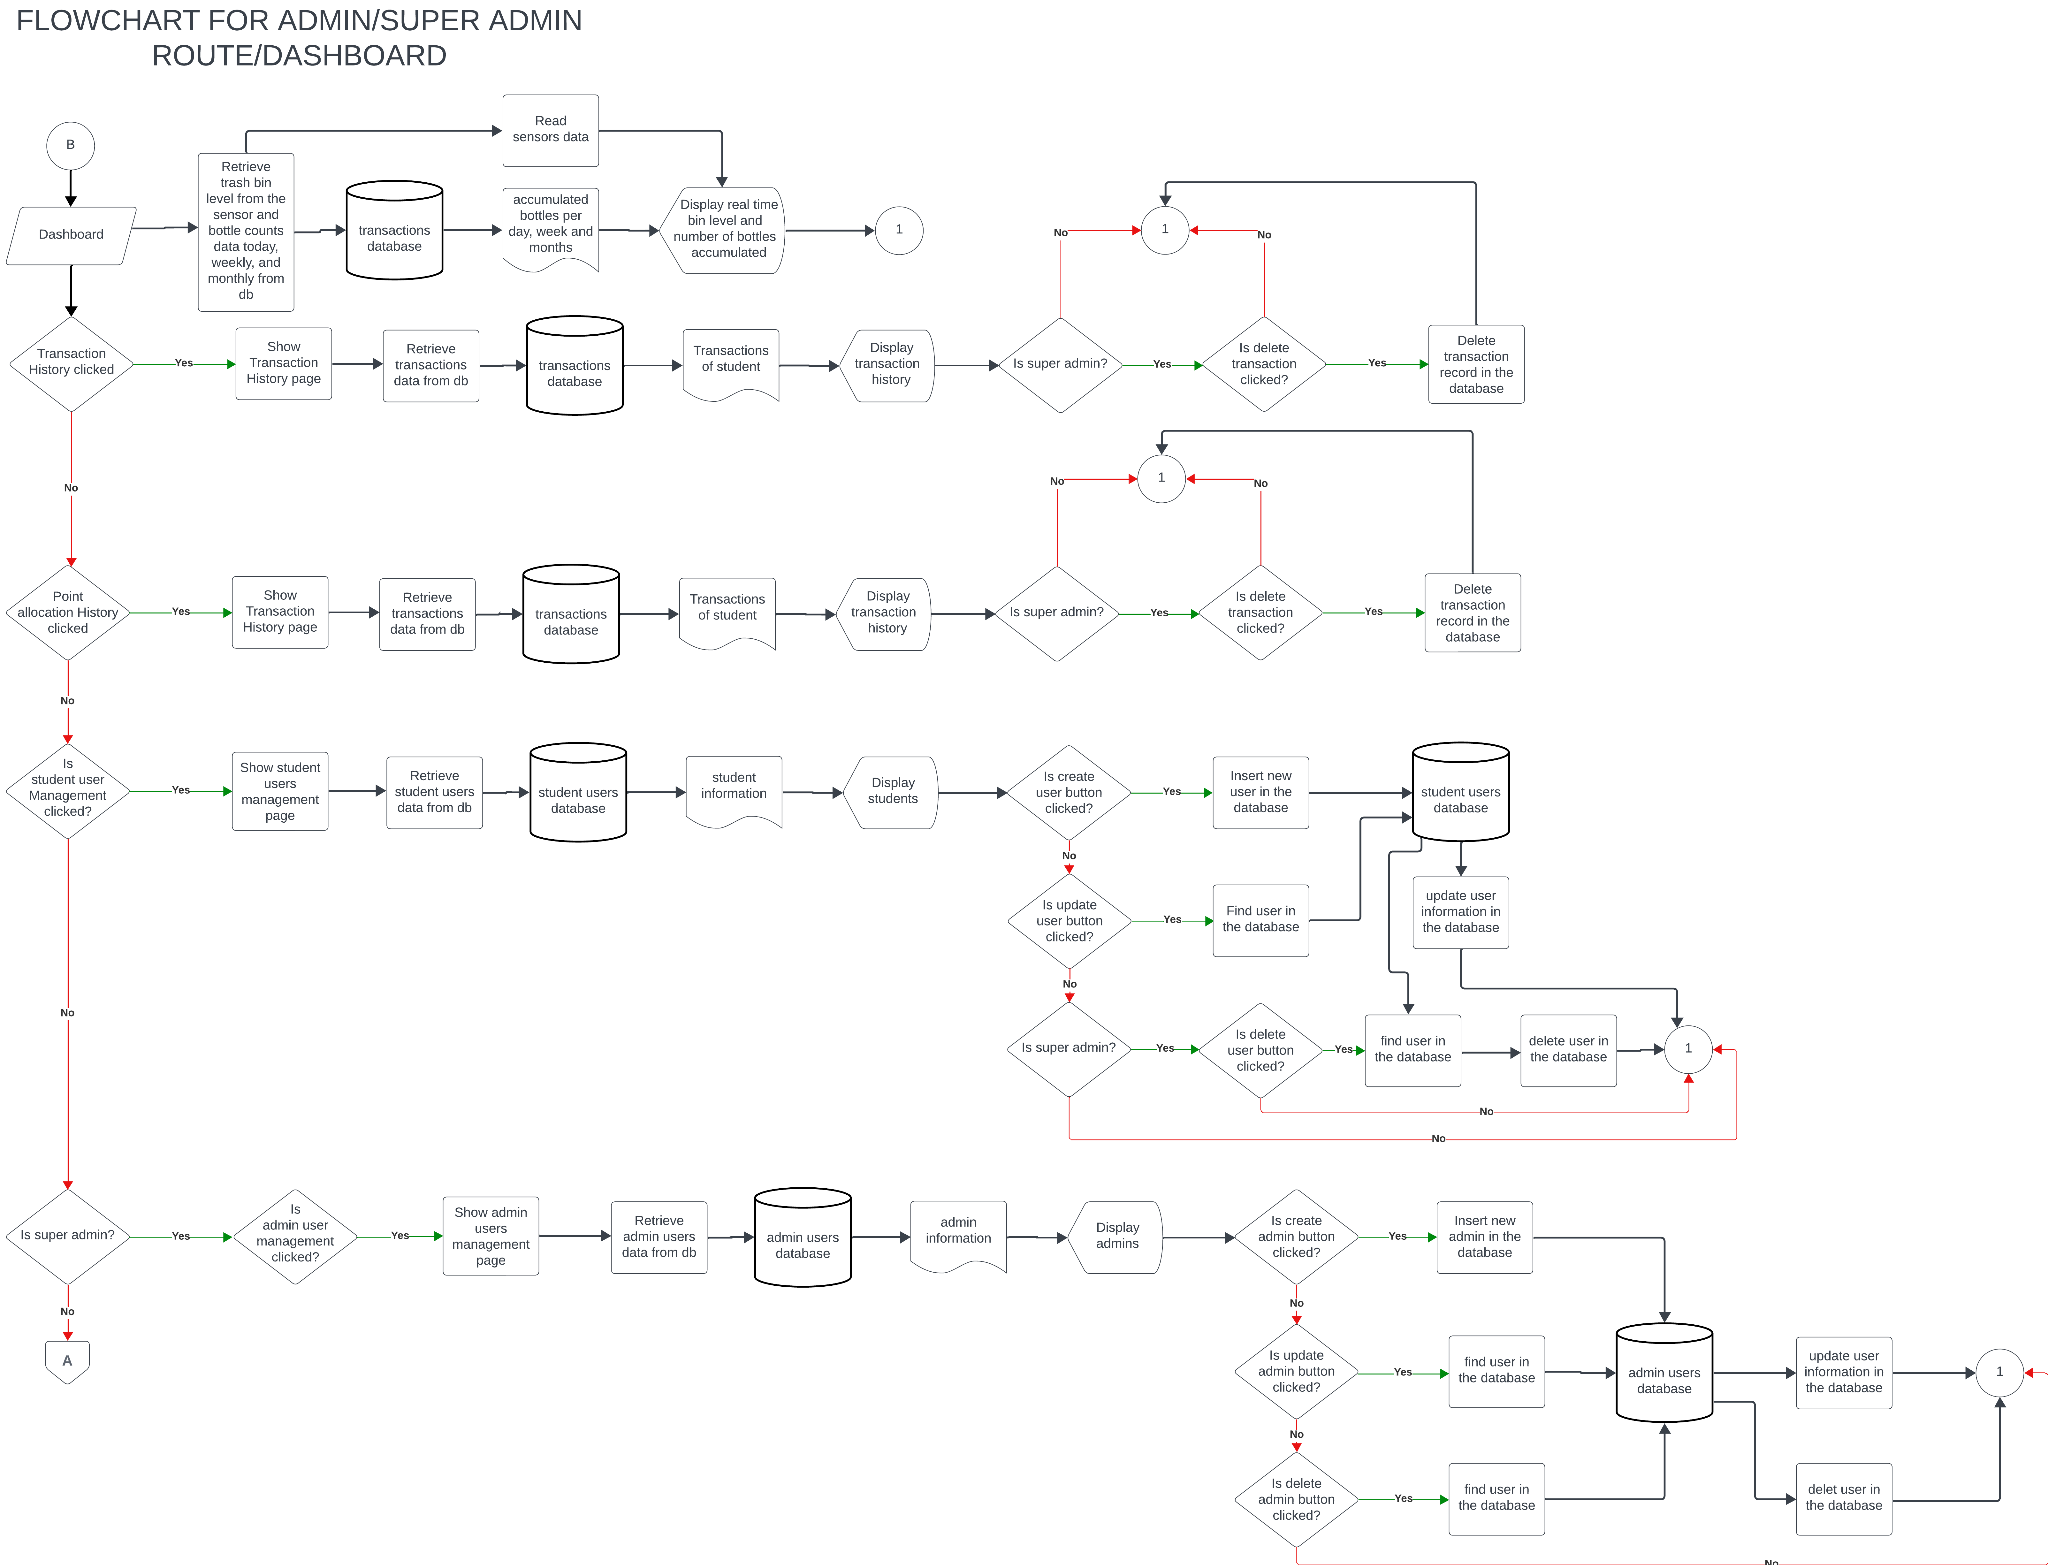 FLOWCHART FOR ADMIN/SUPER ADMIN
ROUTE/DASHBOARD
B
Dashboard
Retrieve
trash bin
level from the
sensor and
bottle counts
data today,
weekly, and
monthly from
db
Read
sensors data
transactions
database
accumulated
bottles per
day, week and
months
Display real time
bin level and
number of bottles
accumulated
1
Transaction
History clicked
Yes
Show
Transaction
History page
Retrieve
transactions
data from db
transactions
database
Transactions
of student
Display
transaction
history
Is super admin?
No
Yes
1
Is delete
transaction
clicked?
No
Yes
Delete
transaction
record in the
database
No
Point
allocation History
clicked
Yes
Show
Transaction
History page
Retrieve
transactions
data from db
transactions
database
Transactions
of student
Display
transaction
history
Is super admin?
No
Yes
1
Is delete
transaction
clicked?
No
Yes
Delete
transaction
record in the
database
No
Is
student user
Management
clicked?
Yes
Show student
users
management
page
Retrieve
student users
data from db
student users
database
student
information
Display
students
Is create
user button
clicked?
Yes
Insert new
user in the
database
student users
database
No
Is update
user button
clicked?
Yes
Find user in
the database
update user
information in
the database
No
Is super admin?
Yes
Is delete
user button
clicked?
Yes
find user in
the database
delete user in
the database
1
No
No
No
Is super admin?
Yes
Is
admin user
management
clicked?
Yes
Show admin
users
management
page
Retrieve
admin users
data from db
admin users
database
admin
information
Display
admins
Is create
admin button
clicked?
Yes
Insert new
admin in the
database
No
A
No
Is update
admin button
clicked?
Yes
find user in
the database
admin users
database
update user
information in
the database
1
No
Is delete
admin button
clicked?
Yes
find user in
the database
delet user in
the database
No